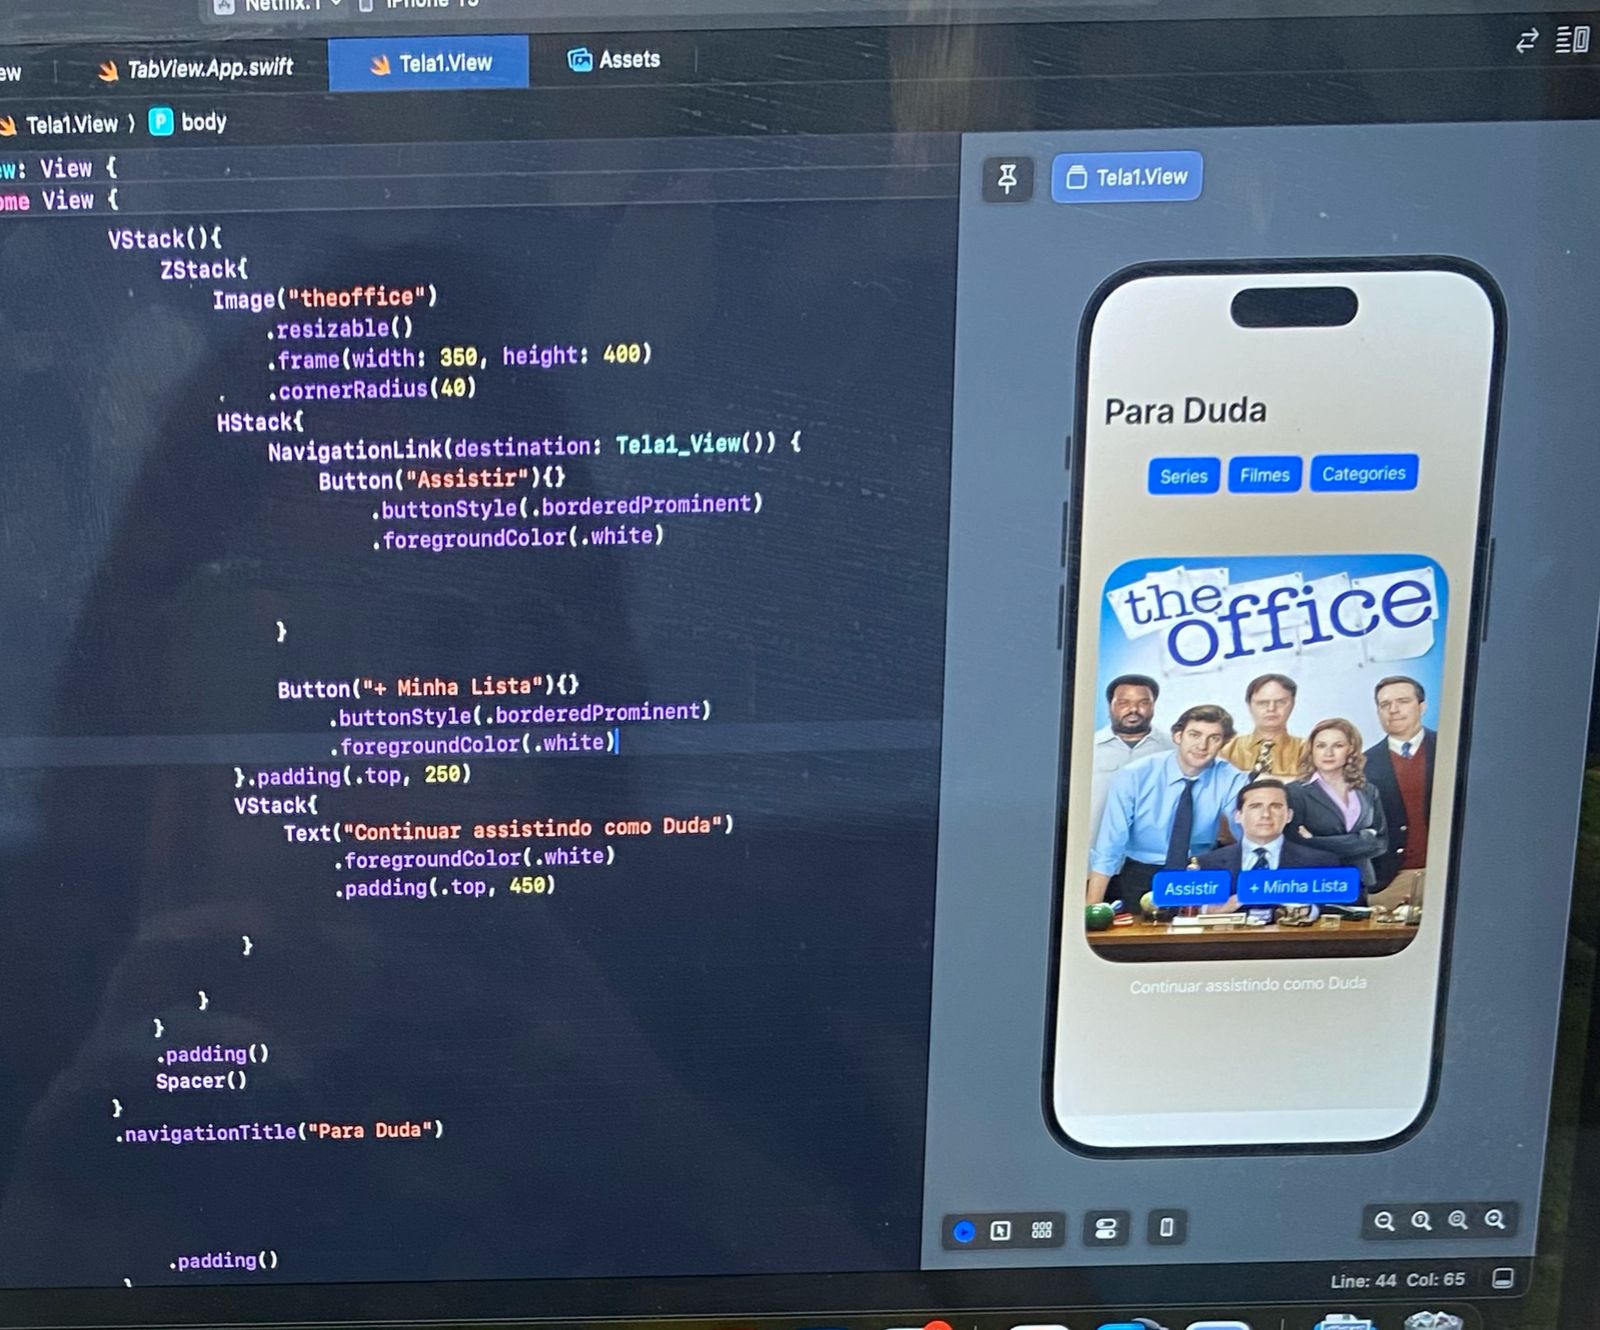 Netflix.1
iPhone 15
ew
TabView.App.swift
Tela1.View
Assets
Tela1.View ⟩ P body
ew: View {
ome View {
VStack(){
ZStack{
Image("theoffice")
.resizable()
.frame(width: 350, height: 400)
.cornerRadius(40)
HStack{
NavigationLink(destination: Tela1_View()) {
Button("Assistir"){}
.buttonStyle(.borderedProminent)
.foregroundColor(.white)
}
Button("+ Minha Lista"){}
.buttonStyle(.borderedProminent)
.foregroundColor(.white)
}.padding(.top, 250)
VStack{
Text("Continuar assistindo como Duda")
.foregroundColor(.white)
.padding(.top, 450)
}
}
}
.padding()
Spacer()
}
.navigationTitle("Para Duda")
.padding()
Tela1.View
Para Duda
Series Filmes Categories
the
office
Assistir + Minha Lista
Continuar assistindo como Duda
Line: 44 Col: 65